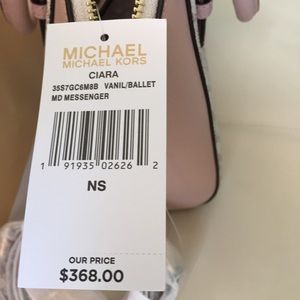 MICHAEL
MICHAEL KORS
CIARA
35S7GC6M8B VANIL/BALLET
MD MESSENGER
1 91935 02626 2
NS
OUR PRICE
$368.00